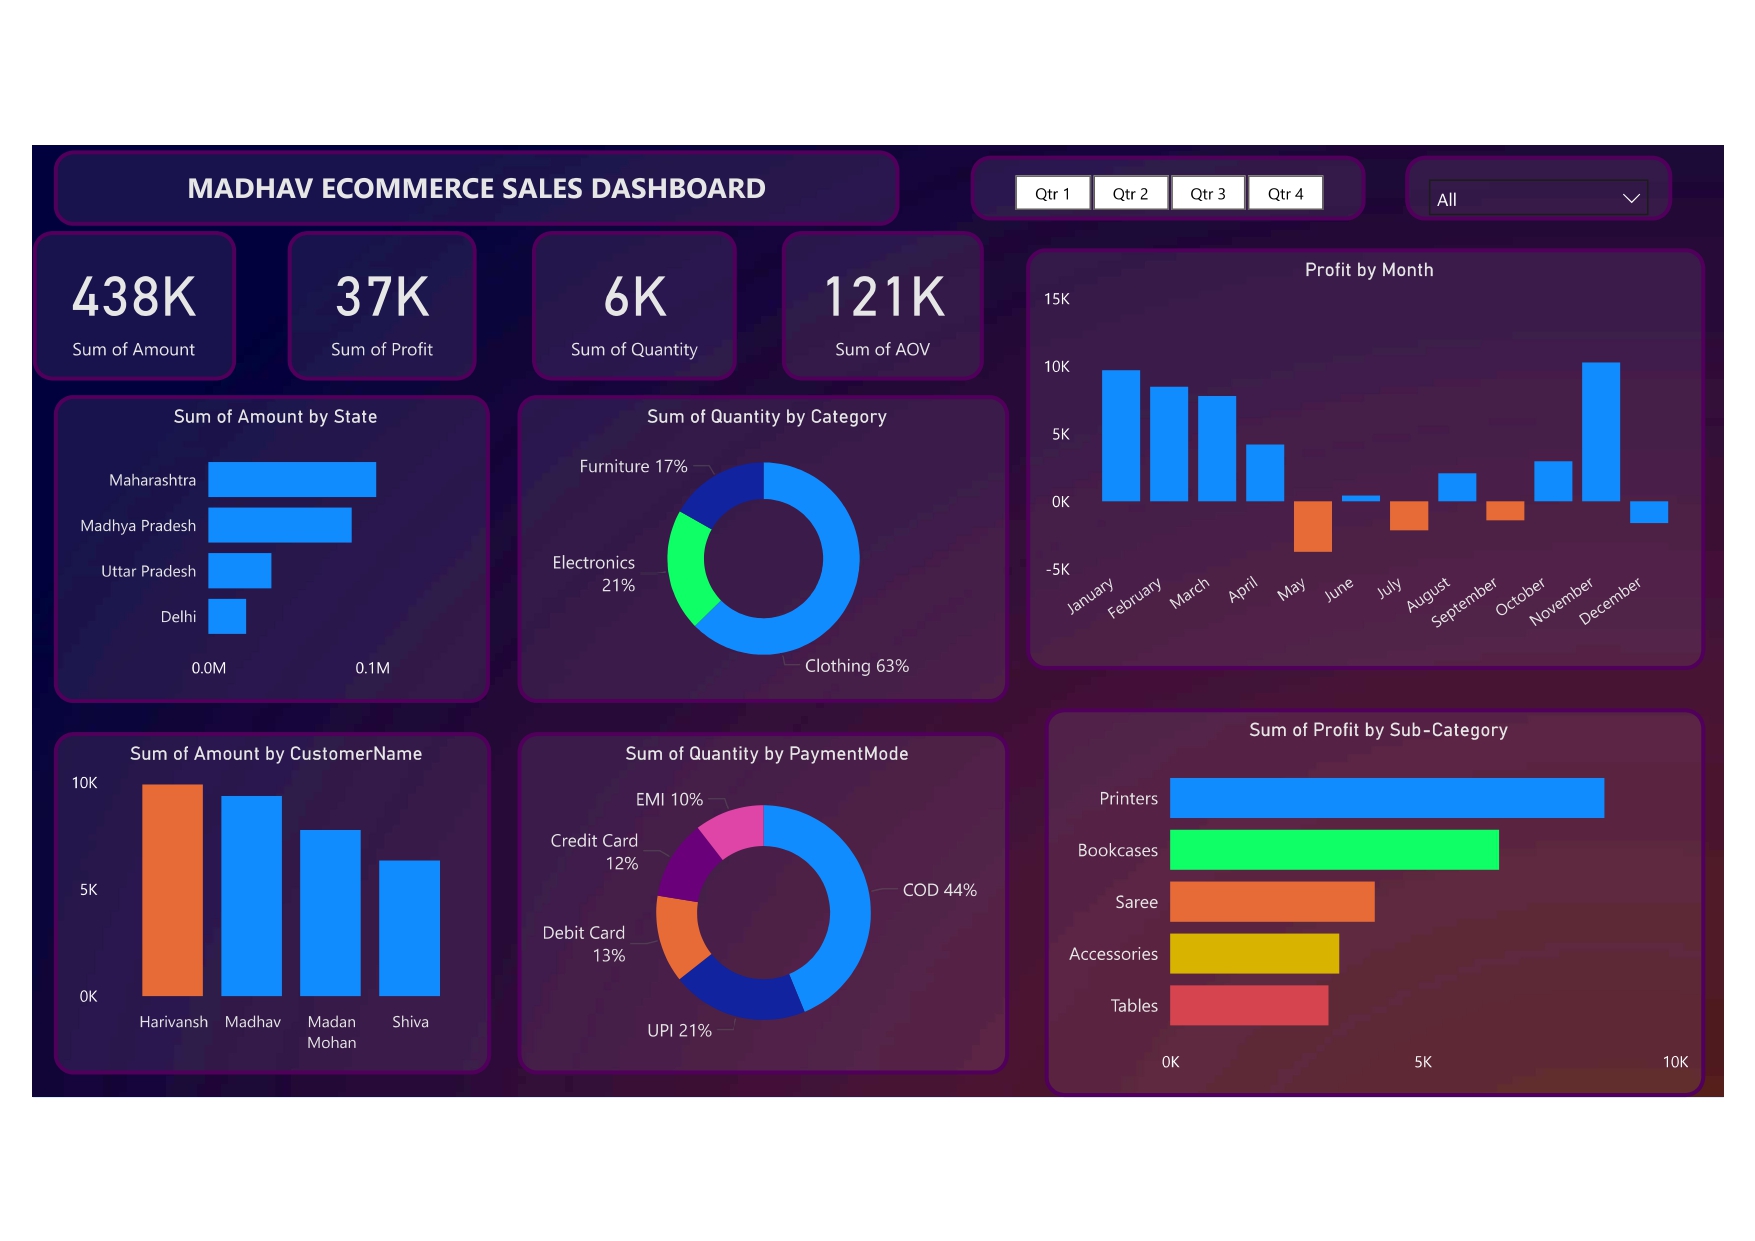 MADHAV ECOMMERCE SALES DASHBOARD
Qtr 1
Qtr 2
Qtr 3
Qtr 4
All
438K
Sum of Amount
37K
Sum of Profit
6K
Sum of Quantity
121K
Sum of AOV
Profit by Month
15K
10K
5K
0K
-5K
January
February
March
April
May
June
July
August
September
October
November
December
Sum of Amount by State
Maharashtra
Madhya Pradesh
Uttar Pradesh
Delhi
0.0M
0.1M
Sum of Quantity by Category
Furniture 17%
Electronics
21%
Clothing 63%
Sum of Amount by CustomerName
10K
5K
0K
Harivansh
Madhav
Madan
Mohan
Shiva
Sum of Quantity by PaymentMode
EMI 10%
Credit Card
12%
COD 44%
Debit Card
13%
UPI 21%
Sum of Profit by Sub-Category
Printers
Bookcases
Saree
Accessories
Tables
0K
5K
10K